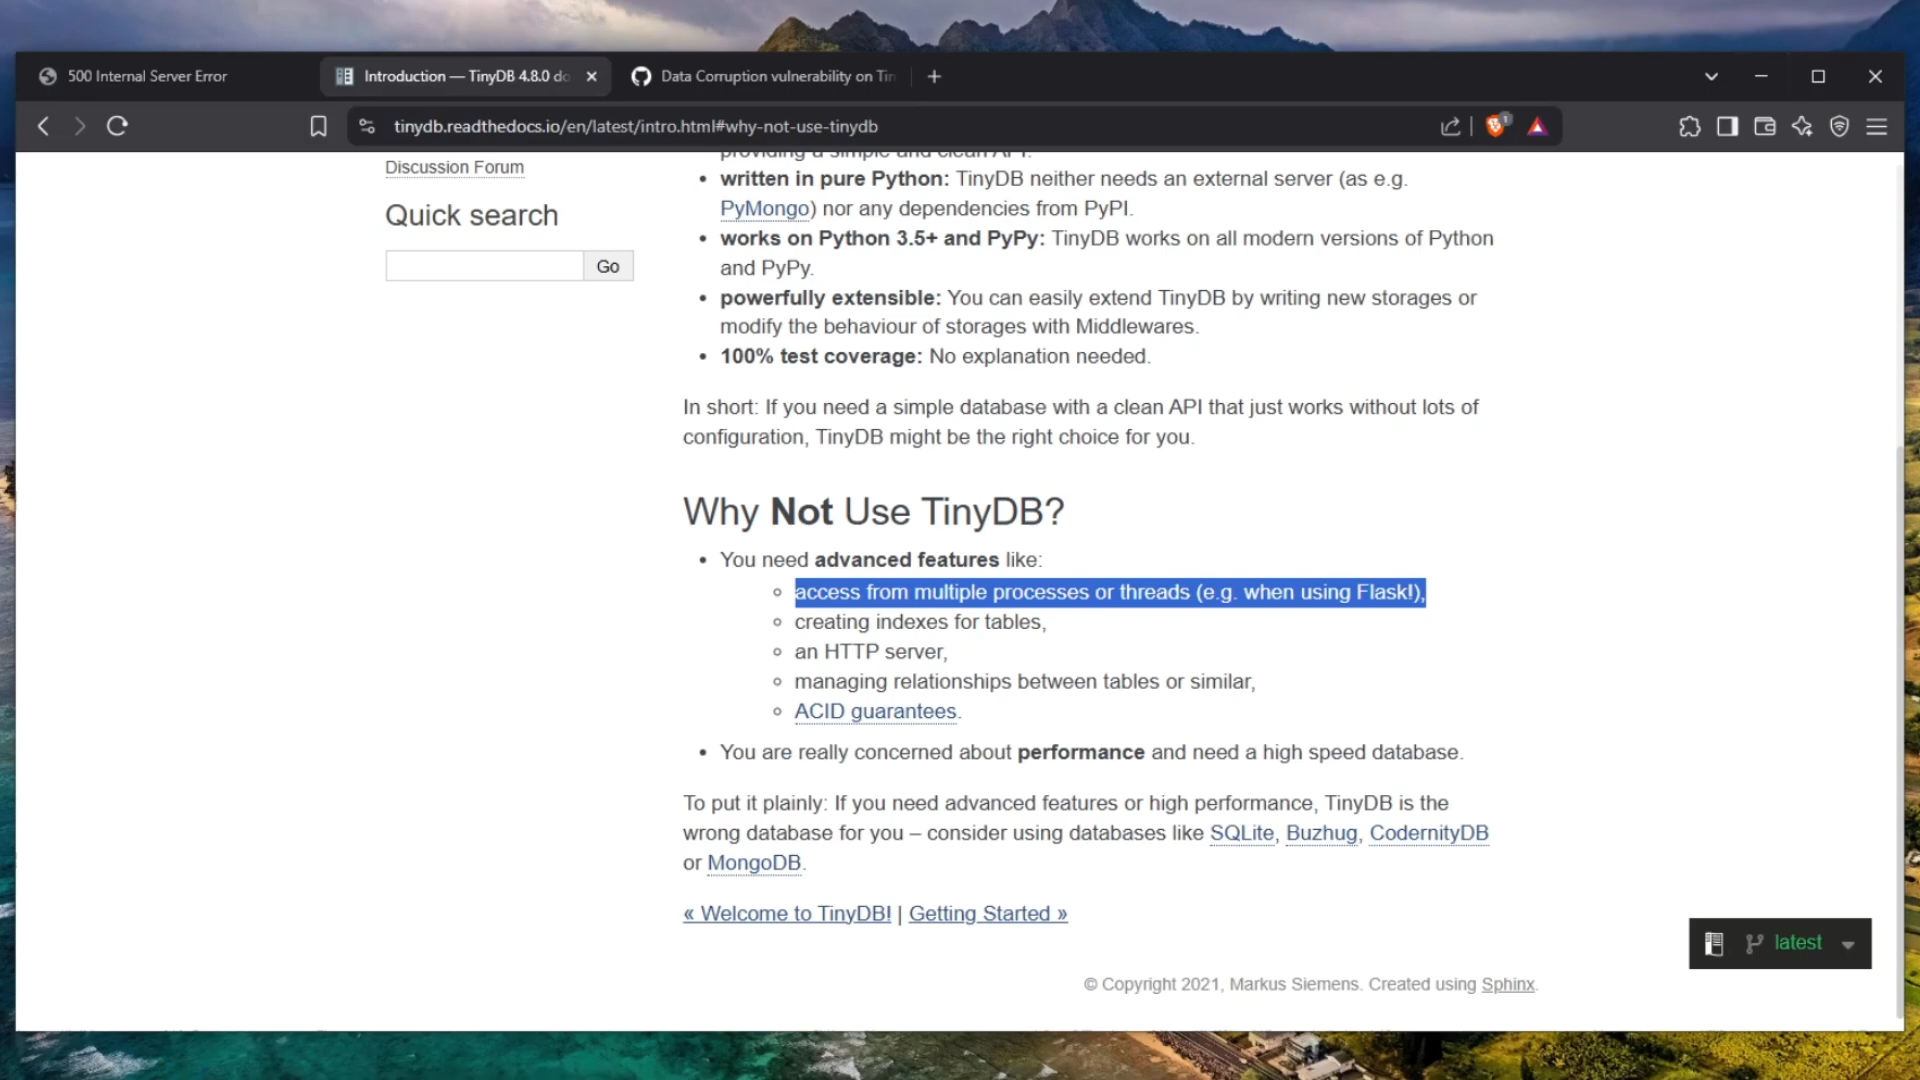 500 Internal Server Error
Introduction — TinyDB 4.8.0 do
Data Corruption vulnerability on Tin
tinydb.readthedocs.io/en/latest/intro.html#why-not-use-tinydb
1
Discussion Forum
Quick search
Go
providing a simple and clean API.
• written in pure Python: TinyDB neither needs an external server (as e.g.
PyMongo) nor any dependencies from PyPI.
• works on Python 3.5+ and PyPy: TinyDB works on all modern versions of Python
and PyPy.
• powerfully extensible: You can easily extend TinyDB by writing new storages or
modify the behaviour of storages with Middlewares.
• 100% test coverage: No explanation needed.
In short: If you need a simple database with a clean API that just works without lots of
configuration, TinyDB might be the right choice for you.
Why Not Use TinyDB?
• You need advanced features like:
◦ access from multiple processes or threads (e.g. when using Flask!),
◦ creating indexes for tables,
◦ an HTTP server,
◦ managing relationships between tables or similar,
◦ ACID guarantees.
• You are really concerned about performance and need a high speed database.
To put it plainly: If you need advanced features or high performance, TinyDB is the
wrong database for you – consider using databases like SQLite, Buzhug, CodernityDB
or MongoDB.
« Welcome to TinyDB! | Getting Started »
latest
© Copyright 2021, Markus Siemens. Created using Sphinx.